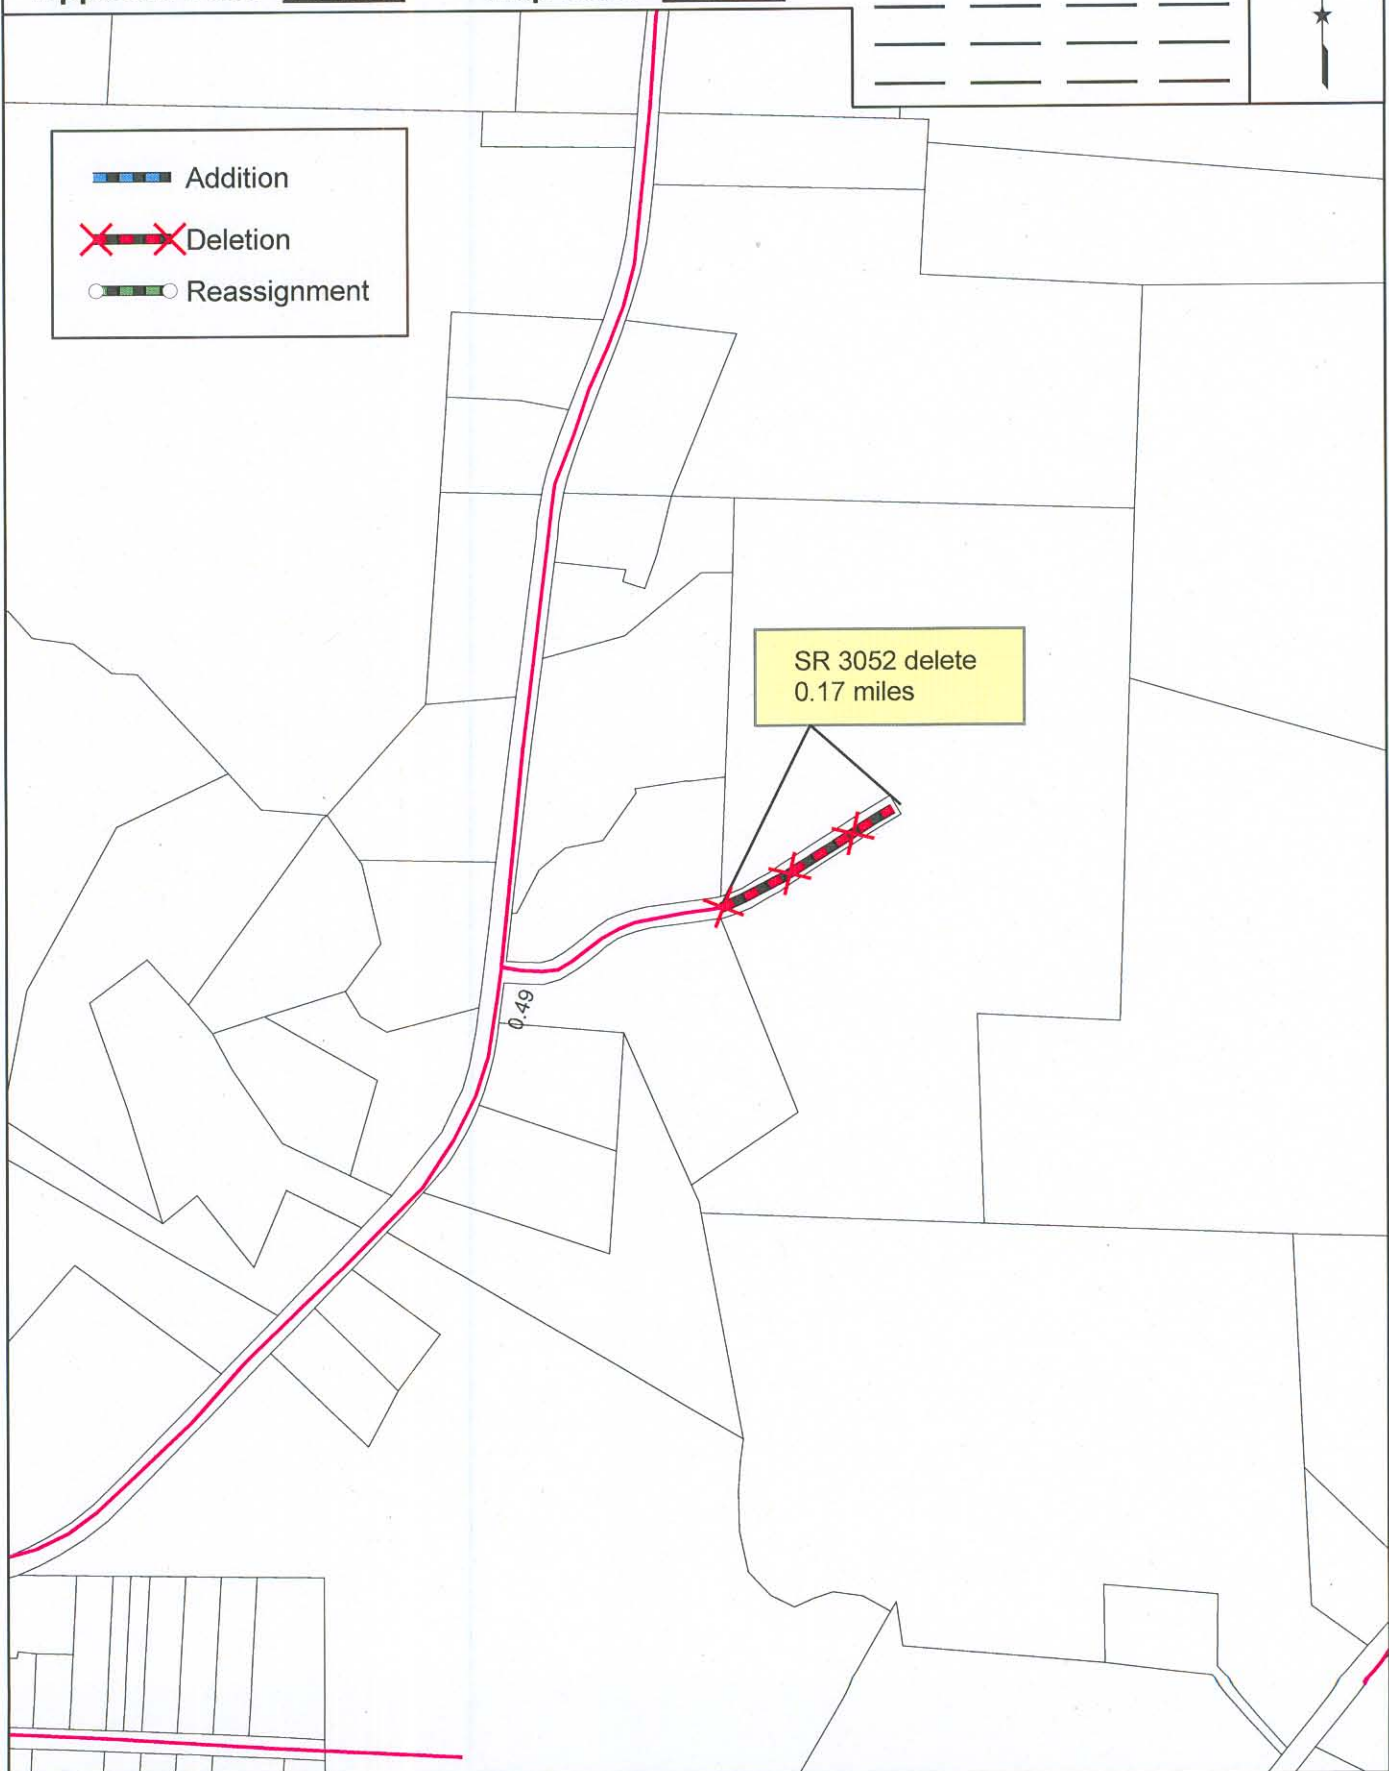 Addition
Deletion
Reassignment
SR 3052 delete
0.17 miles
0.49